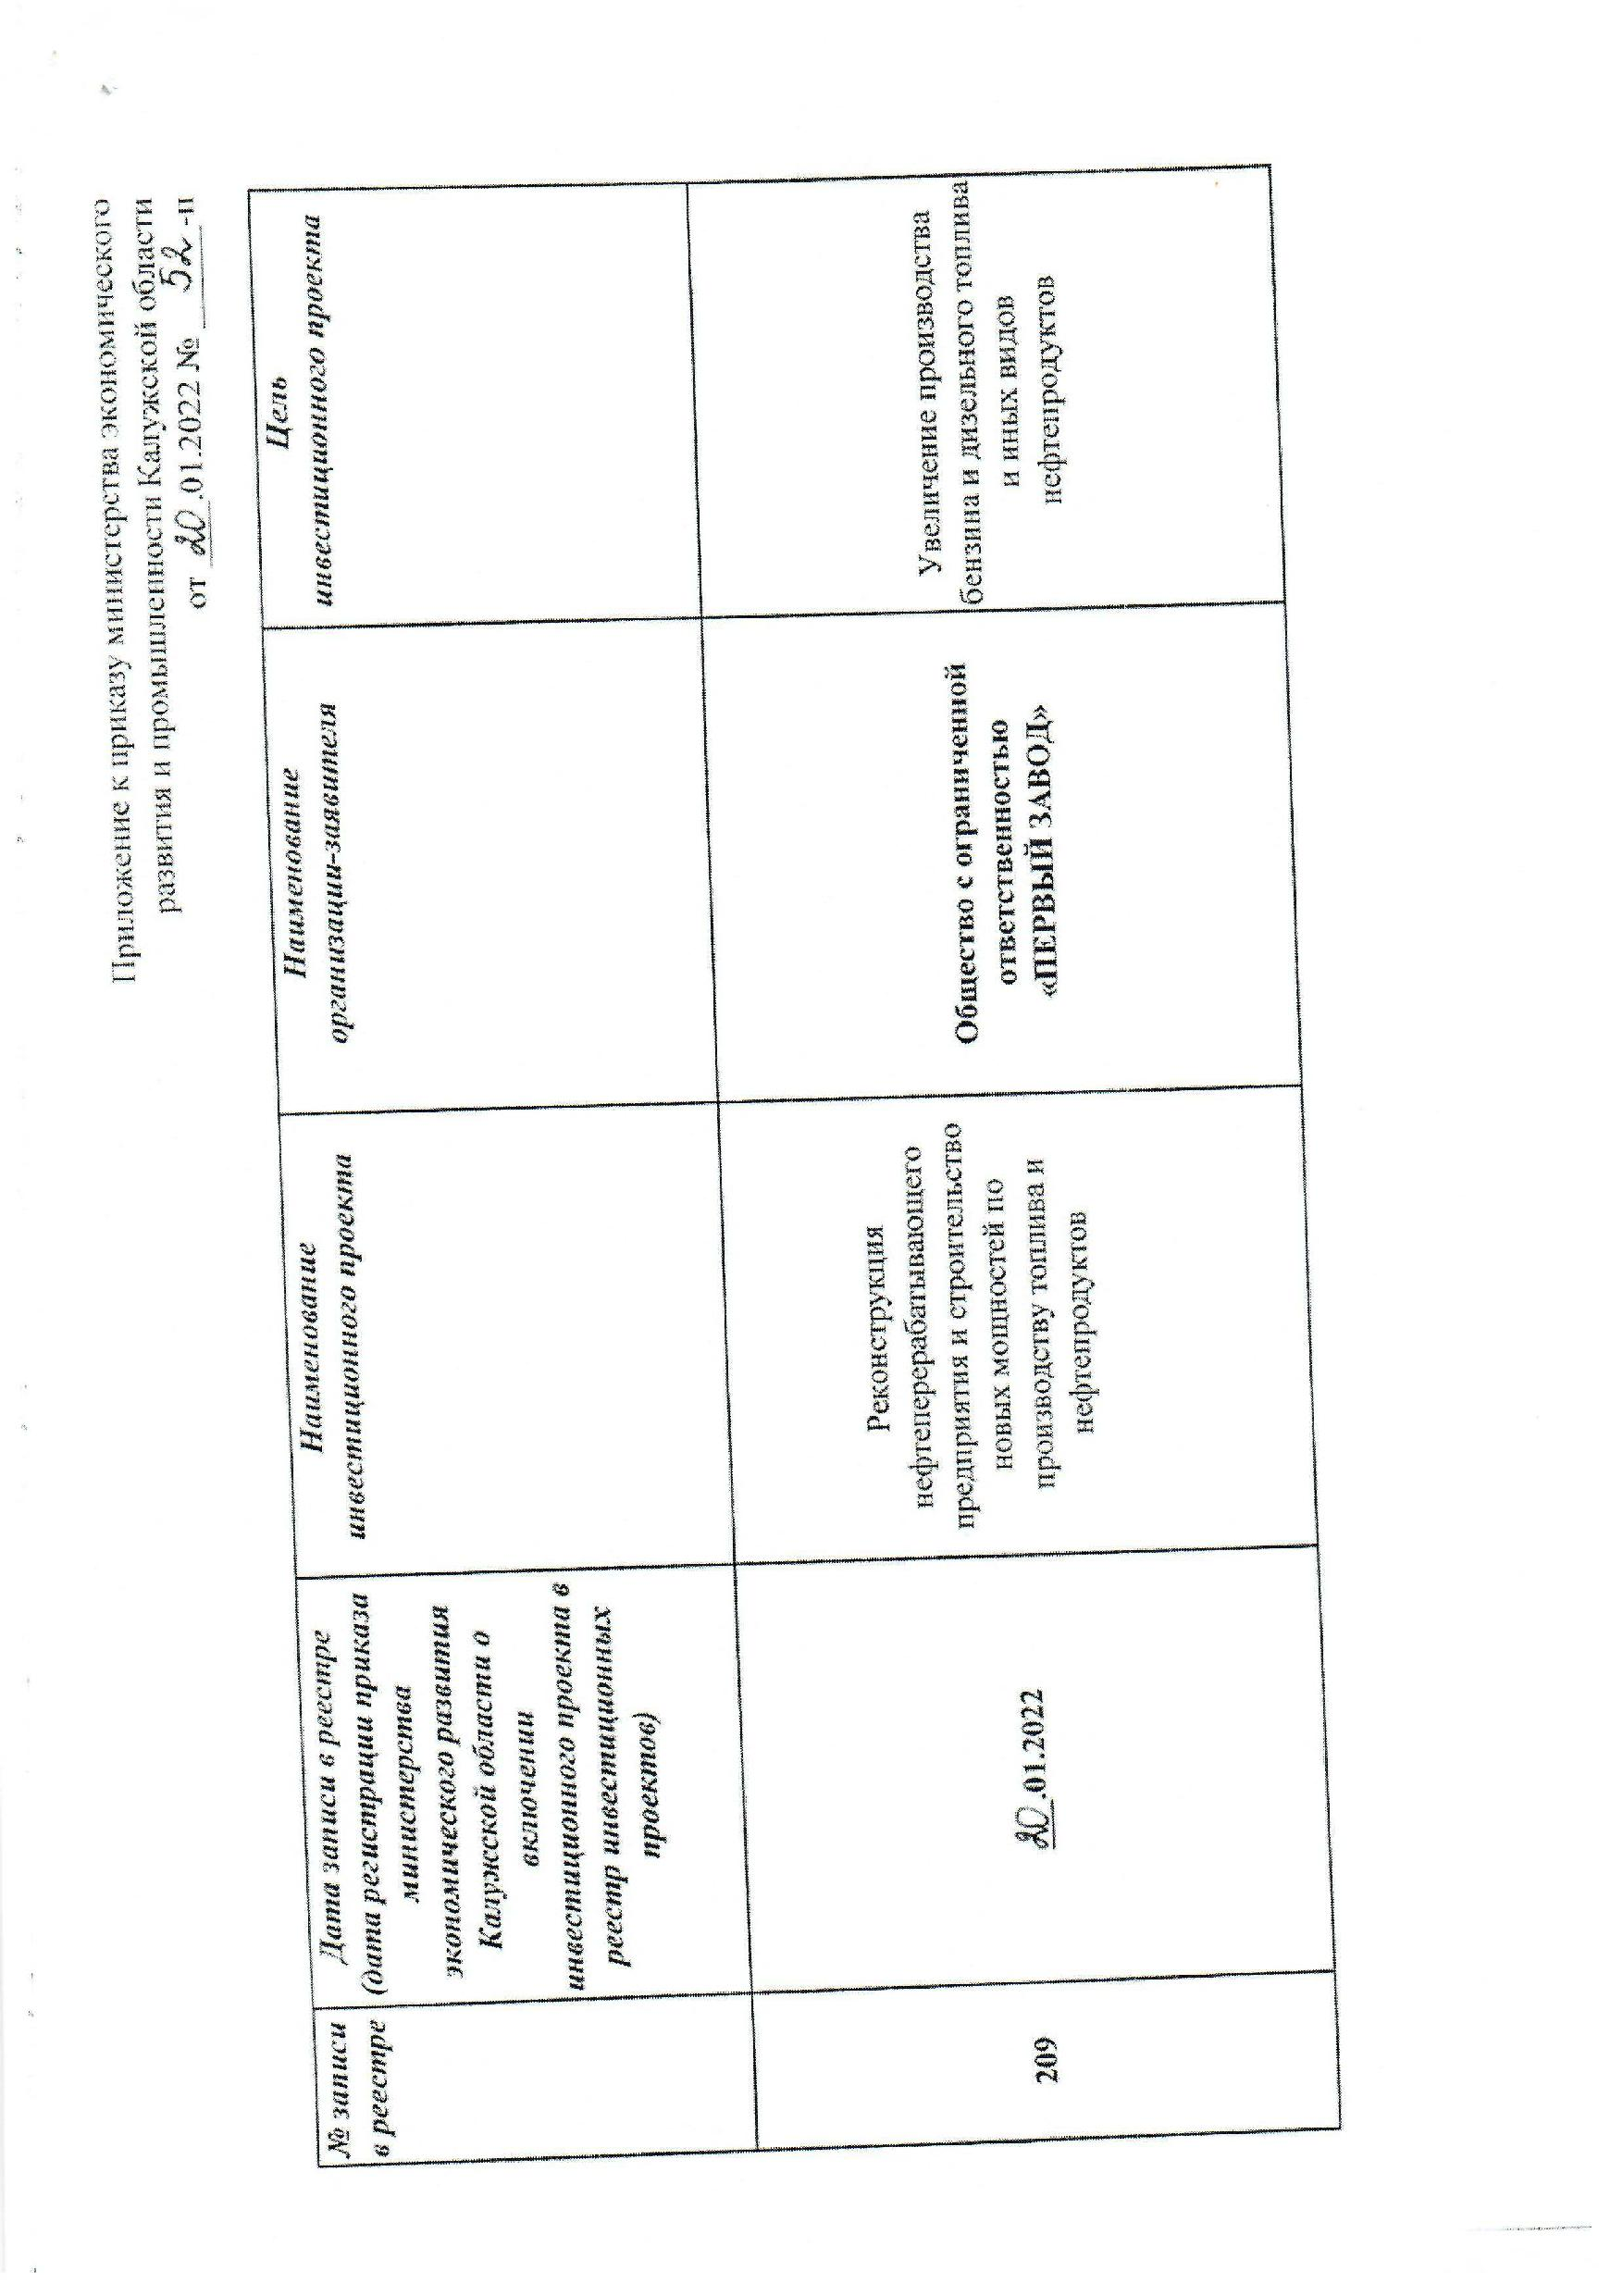 Приложение к приказу министерства экономического
развития и промышленности Калужской области
от 20.01.2022 № 52-п
№ записи
в реестре
Дата записи в реестре
(дата регистрации приказа
министерства
экономического развития
Калужской области о
включении
инвестиционного проекта в
реестр инвестиционных
проектов)
Наименование
инвестиционного проекта
Наименование
организации-заявителя
Цель
инвестиционного проекта
209
20.01.2022
Реконструкция
нефтеперерабатывающего
предприятия и строительство
новых мощностей по
производству топлива и
нефтепродуктов
Общество с ограниченной
ответственностью
«ПЕРВЫЙ ЗАВОД»
Увеличение производства
бензина и дизельного топлива
и иных видов
нефтепродуктов